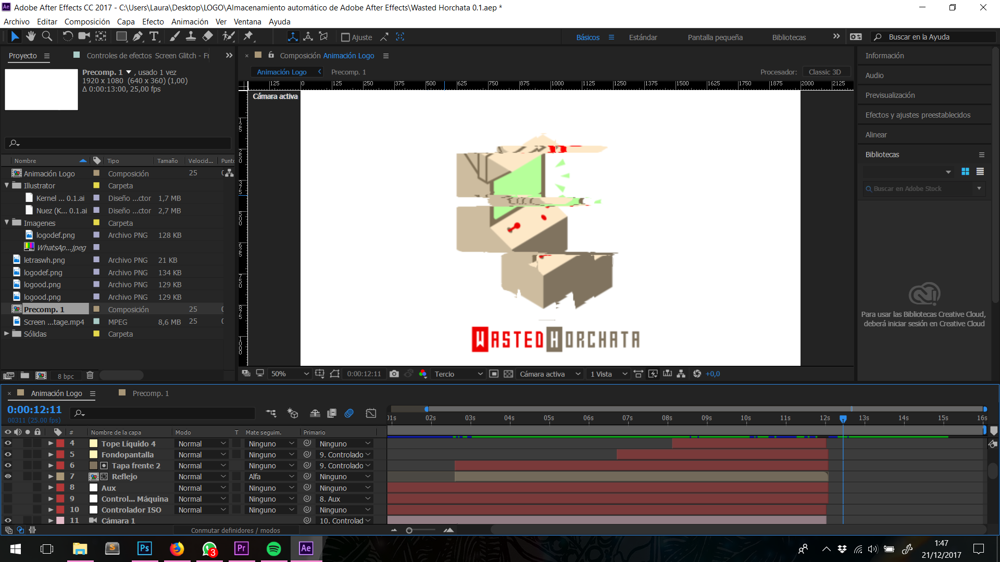 Adobe After Effects CC 2017 - C:\Users\Laura\Desktop\LOGO\Almacenamiento automático de Adobe After Effects\Wasted Horchata 0.1.aep *
Archivo Editar Composición Capa Efecto Animación Ver Ventana Ayuda
Ajuste Básicos Estándar Pantalla pequeña Bibliotecas Buscar en la Ayuda
Proyecto Controles de efectos Screen Glitch - Fr
Precomp. 1 , usado 1 vez
1920 x 1080 (640 x 360) (1,00)
Δ 0:00:13:00, 25,00 fps
Nombre Tipo Tamaño Velocid... Punto
Animación Logo Composición 25
Illustrator Carpeta
Kernel ... 0.1.ai Diseño ...ctor 1,7 MB
Nuez (K... 0.1.ai Diseño ...ctor 2,7 MB
Imagenes Carpeta
logodef.png Archivo PNG 128 KB
WhatsAp...jpeg
letraswh.png Archivo PNG 21 KB
logodef.png Archivo PNG 134 KB
logood.png Archivo PNG 129 KB
logood.png Archivo PNG 129 KB
Precomp. 1 Composición 25
Screen ...tage.mp4 MPEG 8,6 MB 25
Sólidas Carpeta
8 bpc
Composición Animación Logo
Animación Logo Precomp. 1 Procesador: Classic 3D
125 0 125 250 375 500 625 750 875 1000 1125 1250 1375 1500 1625 1750 1875 2000 2125
125 250 375 500 625 750 875 1000
Cámara activa
WASTED HORCHATA
50% 0:00:12:11 Tercio Cámara activa 1 Vista +0,0
Información
Audio
Previsualización
Efectos y ajustes preestablecidos
Alinear
Bibliotecas
Buscar en Adobe Stock
Para usar las Bibliotecas Creative Cloud,
deberá iniciar sesión en Creative Cloud
Animación Logo Precomp. 1
0:00:12:11
00311 (25.00 fps)
01s 02s 03s 04s 05s 06s 07s 08s 09s 10s 11s 12s 13s 14s 15s 16s
# Nombre de la capa Modo T Mate seguim. Primario
4 Tope Líquido 4 Normal Ninguno Ninguno
5 Fondopantalla Normal Ninguno 9. Controlado
6 Tapa frente 2 Normal Ninguno 9. Controlado
7 Reflejo Normal Alfa Ninguno
8 Aux Normal Ninguno Ninguno
9 Control... Máquina Normal Ninguno 8. Aux
10 Controlador ISO Normal Ninguno Ninguno
11 Cámara 1 10. Controlad
Conmutar definidores / modos
S Ps 3 Pr Ae
1:47
21/12/2017